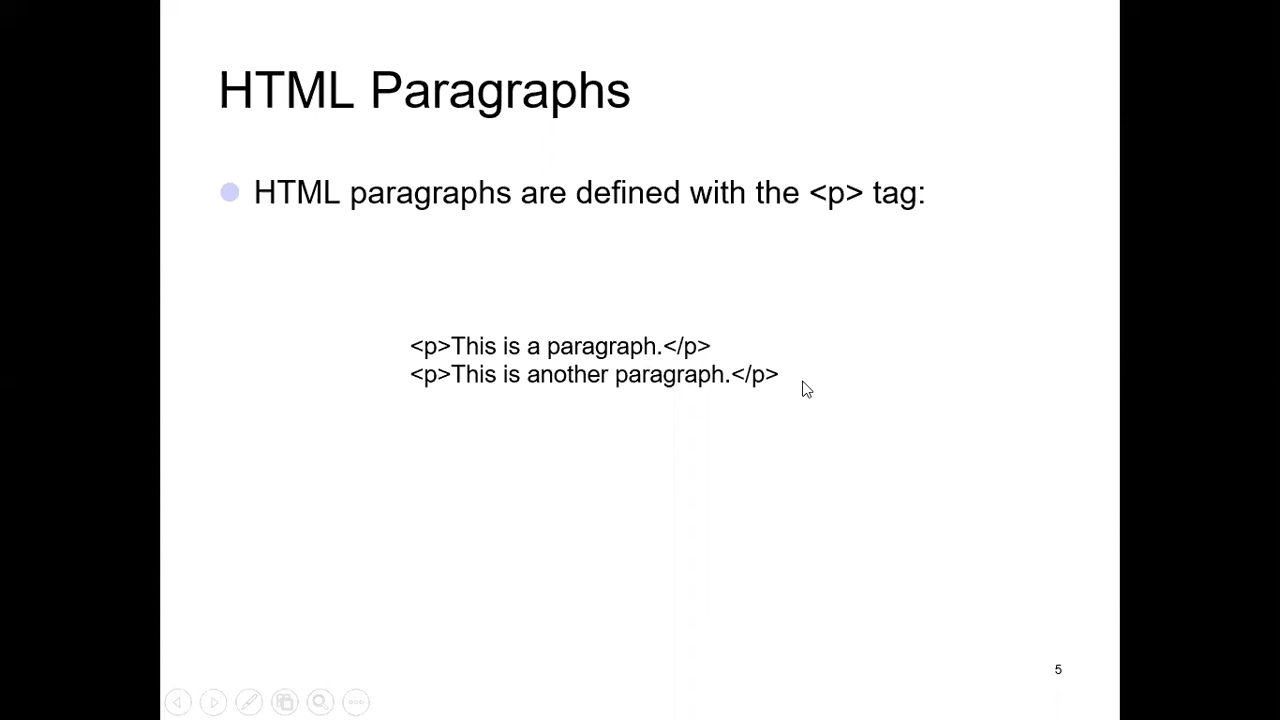 HTML Paragraphs
HTML paragraphs are defined with the <p> tag:
<p>This is a paragraph.</p>
<p>This is another paragraph.</p>
5